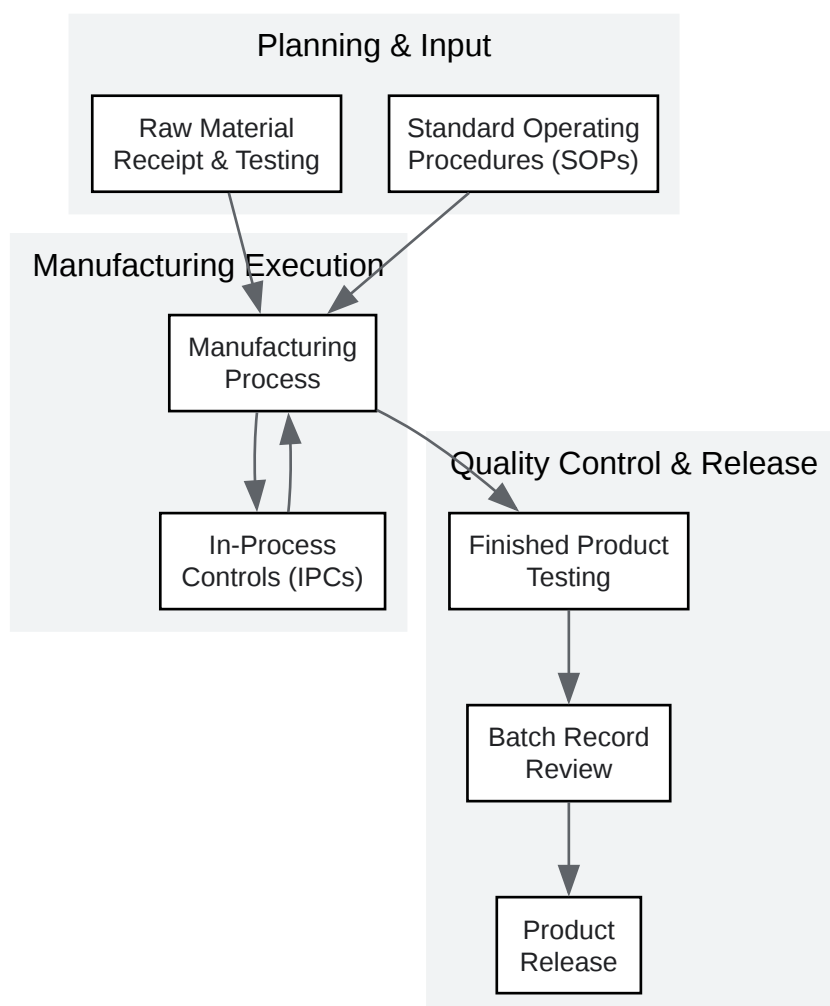 Planning & Input
Raw Material
Receipt & Testing
Standard Operating
Procedures (SOPs)
Manufacturing Execution
Manufacturing
Process
In-Process
Controls (IPCs)
Quality Control & Release
Finished Product
Testing
Batch Record
Review
Product
Release